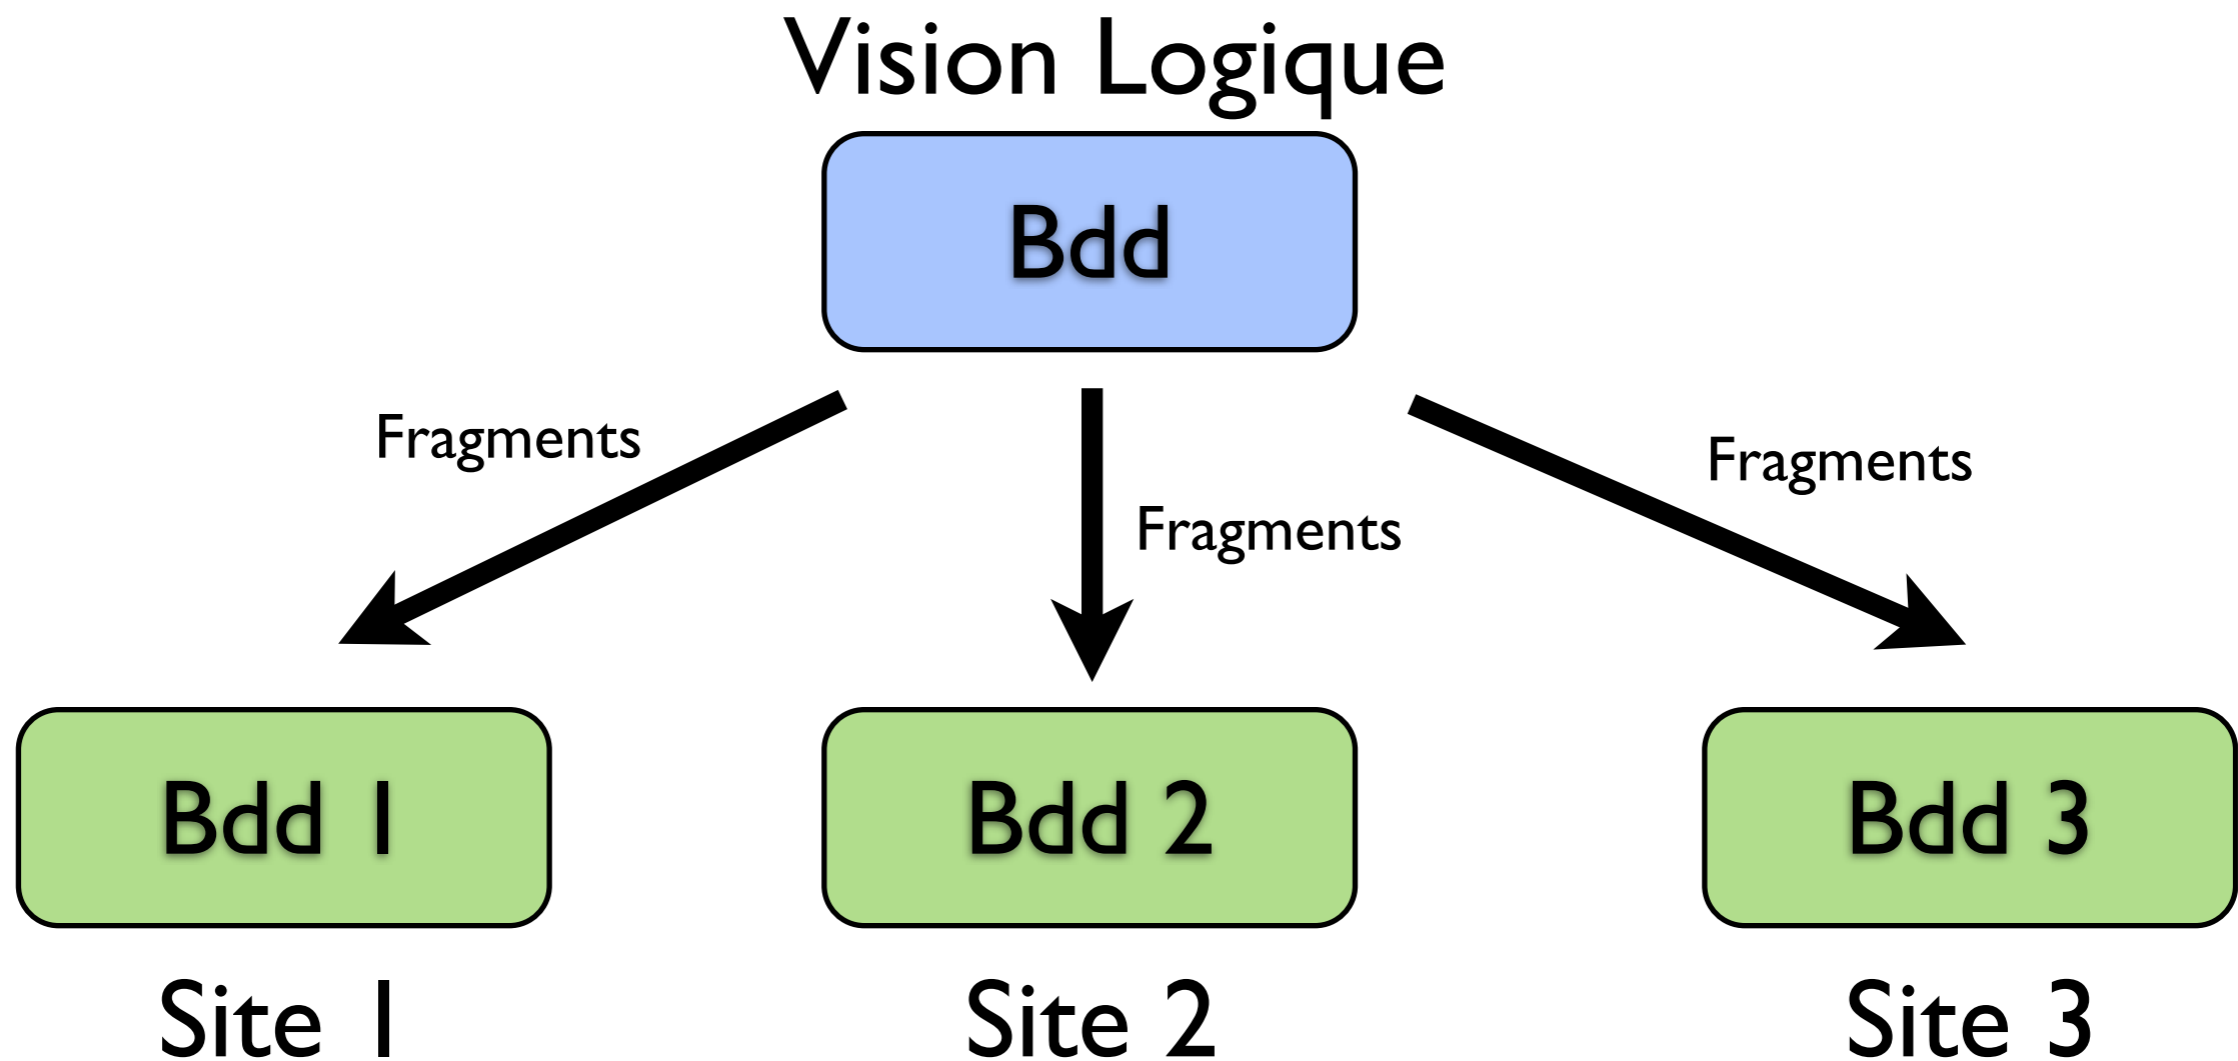 Vision Logique
Bdd
Fragments
Fragments
Fragments
Bdd 1
Bdd 2
Bdd 3
Site 1
Site 2
Site 3